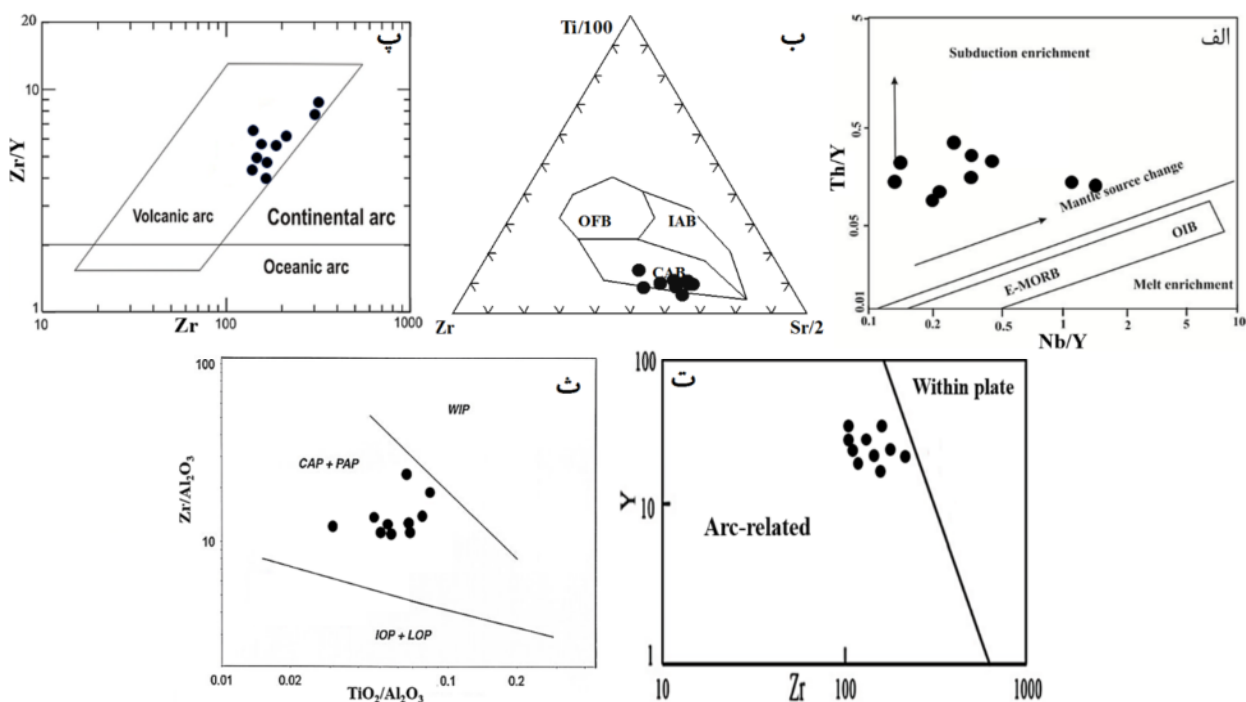 پ
20
10
1
Zr/Y
Volcanic arc
Continental arc
Oceanic arc
10
100
1000
Zr
ب
Ti/100
OFB
IAB
CAB
Zr
Sr/2
الف
5
0.5
0.05
0.01
Th/Y
Subduction enrichment
Mantle source change
OIB
E-MORB
Melt enrichment
0.1
0.2
0.5
1
2
5
10
Nb/Y
ث
100
10
Zr/Al₂O₃
WIP
CAP + PAP
IOP + LOP
0.01
0.02
0.1
0.2
TiO₂/Al₂O₃
ت
100
10
1
Y
Within plate
Arc-related
10
100
1000
Zr